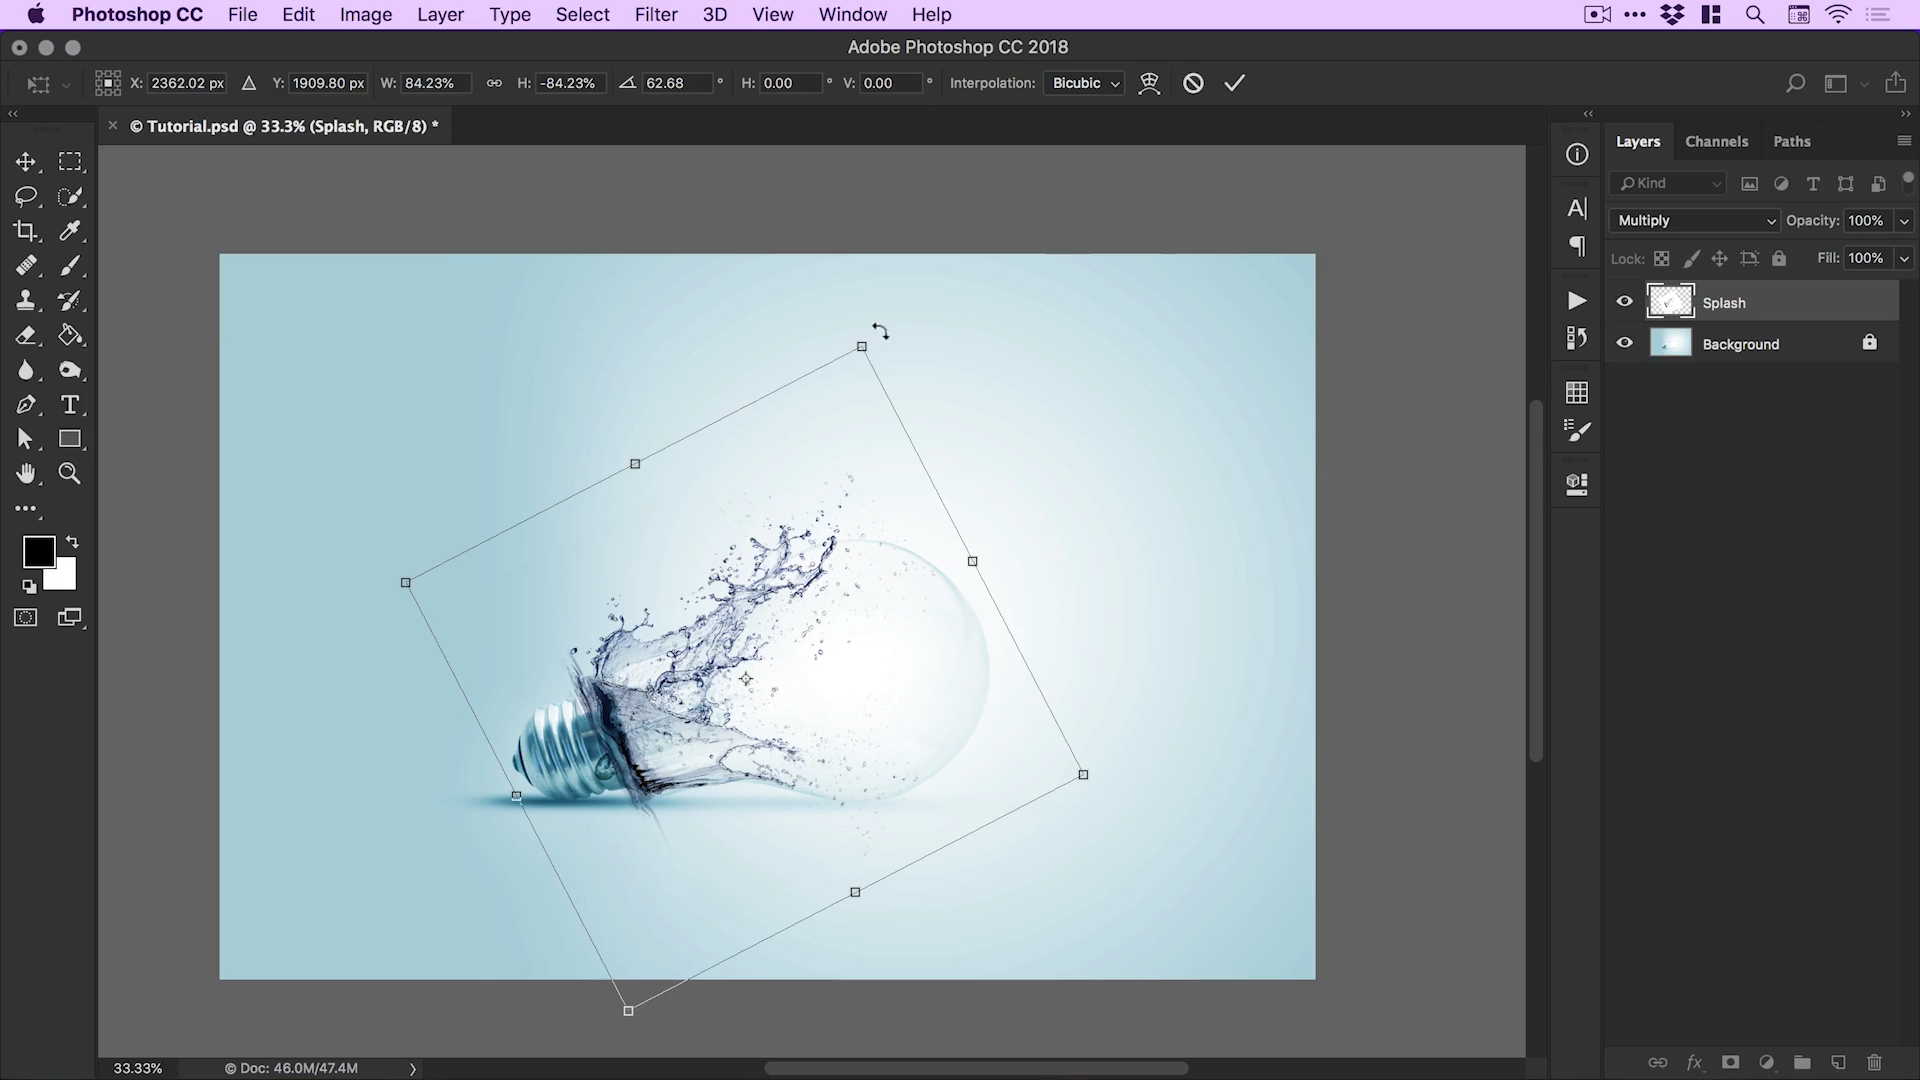 Photoshop CC File Edit Image Layer Type Select Filter 3D View Window Help
Adobe Photoshop CC 2018
X: 2362.02 px Y: 1909.80 px W: 84.23% H: -84.23% 62.68 ° H: 0.00 ° V: 0.00 ° Interpolation: Bicubic
© Tutorial.psd @ 33.3% (Splash, RGB/8) *
Layers Channels Paths
Kind
Multiply Opacity: 100%
Lock: Fill: 100%
Splash
Background
33.33% © Doc: 46.0M/47.4M